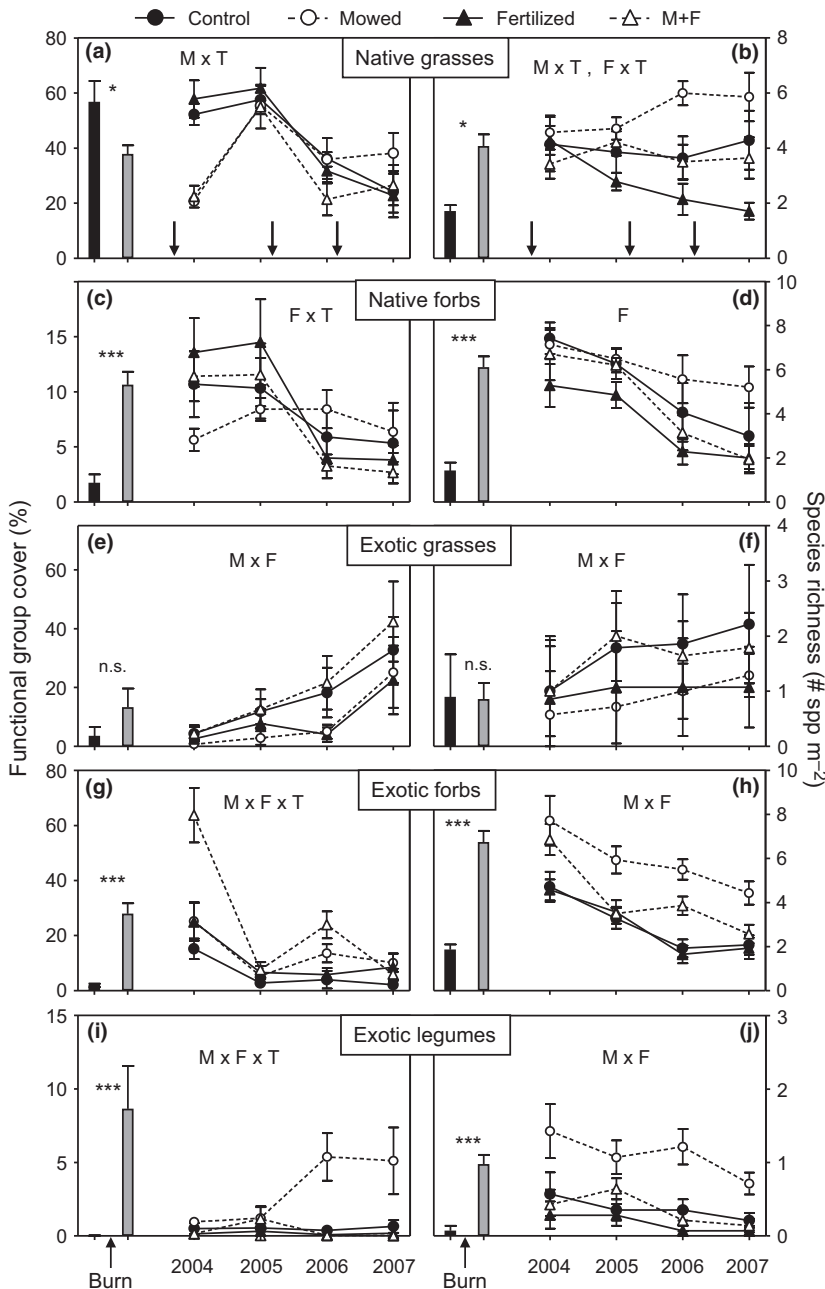 Control Mowed Fertilized M+F
(a) M x T Native grasses (b) M x T , F x T
80 60 40 20 0
* *
8 6 4 2 0
(c) F x T Native forbs (d) F
15 10 5 0
*** ***
10 8 6 4 2 0
(e) M x F Exotic grasses (f) M x F
60 40 20 0
n.s. n.s.
4 3 2 1 0
(g) M x F x T Exotic forbs (h) M x F
80 60 40 20 0
*** ***
10 8 6 4 2 0
(i) M x F x T Exotic legumes (j) M x F
15 10 5 0
*** ***
3 2 1 0
Functional group cover (%)
Species richness (# spp m⁻²)
Burn 2004 2005 2006 2007 Burn 2004 2005 2006 2007